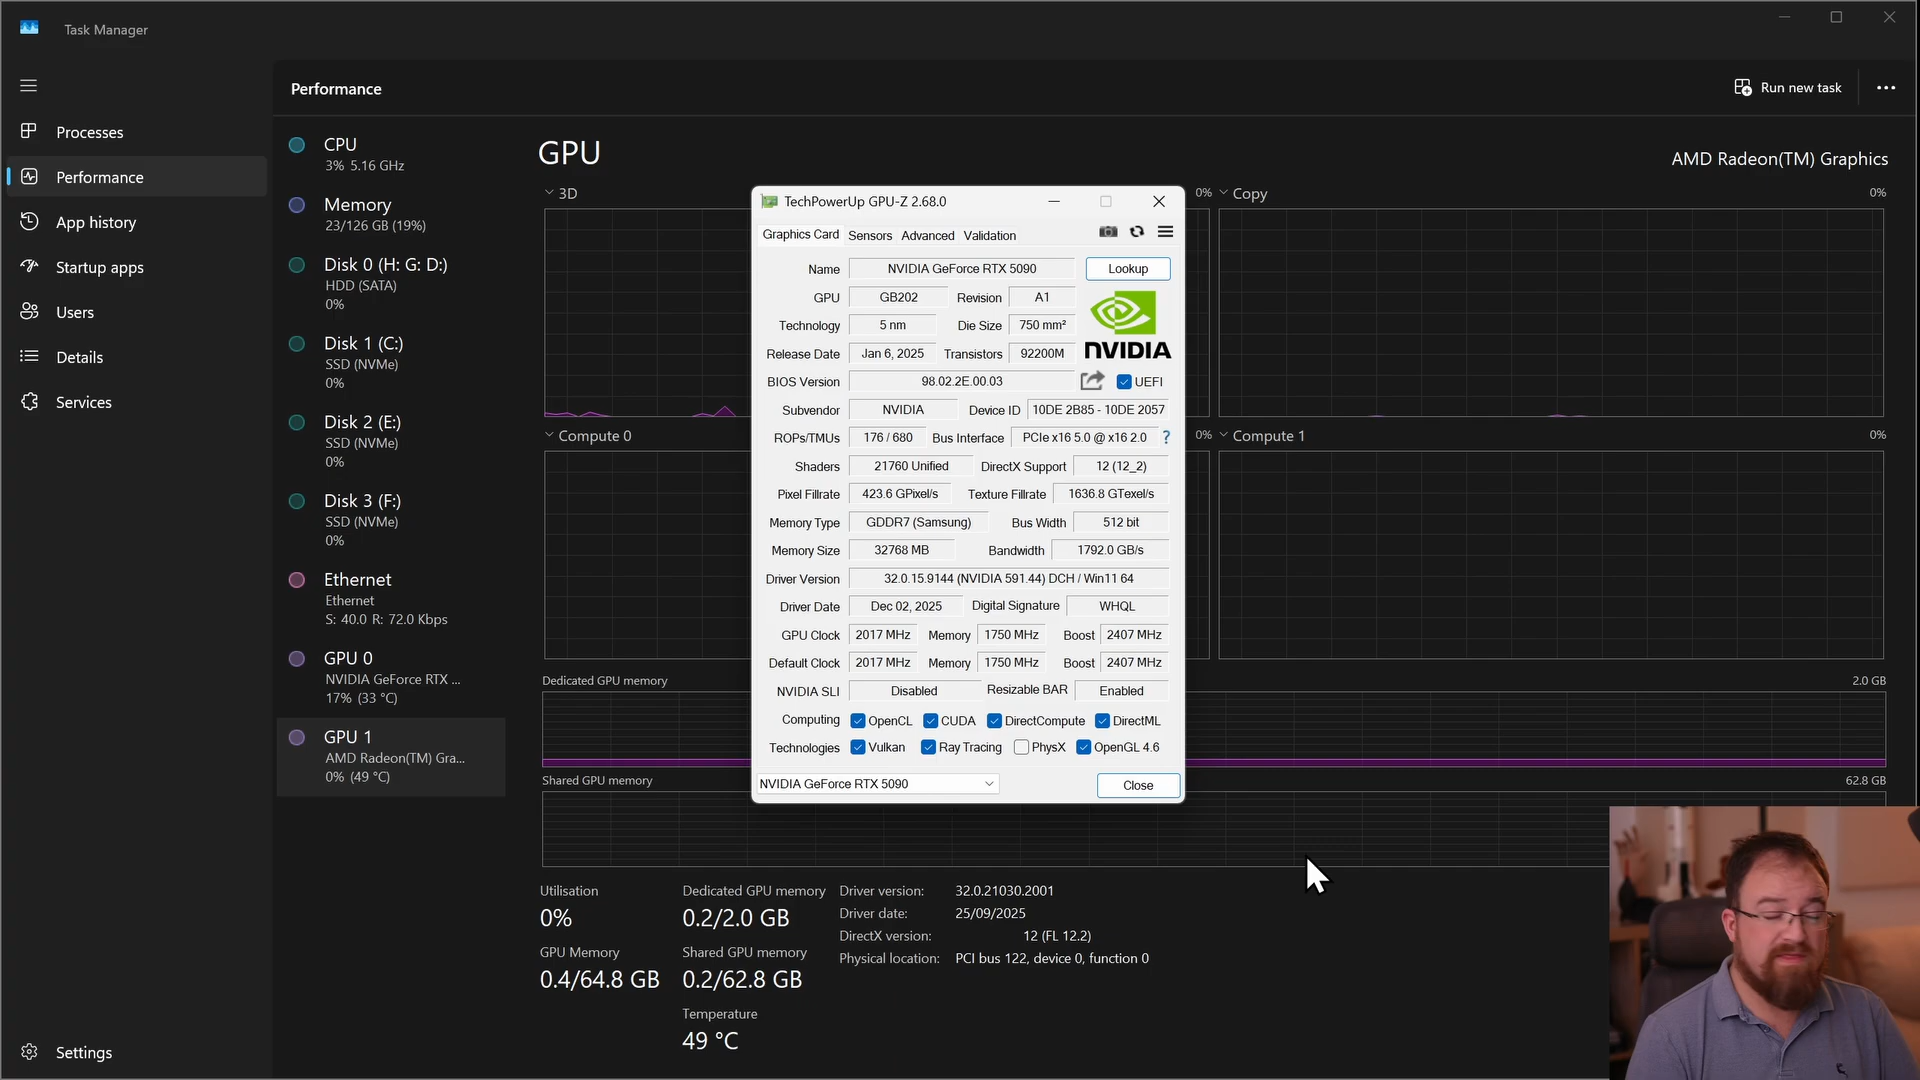 Task Manager
Performance
Run new task
Processes
Performance
App history
Startup apps
Users
Details
Services
Settings
CPU
3% 5.16 GHz
Memory
23/126 GB (19%)
Disk 0 (H: G: D:)
HDD (SATA)
0%
Disk 1 (C:)
SSD (NVMe)
0%
Disk 2 (E:)
SSD (NVMe)
0%
Disk 3 (F:)
SSD (NVMe)
0%
Ethernet
Ethernet
S: 40.0 R: 72.0 Kbps
GPU 0
NVIDIA GeForce RTX ...
17% (33 °C)
GPU 1
AMD Radeon(TM) Gra...
0% (49 °C)
GPU
AMD Radeon(TM) Graphics
3D
0%
Copy
0%
Compute 0
0%
Compute 1
0%
Dedicated GPU memory
2.0 GB
Shared GPU memory
62.8 GB
TechPowerUp GPU-Z 2.68.0
Graphics Card Sensors Advanced Validation
Name NVIDIA GeForce RTX 5090 Lookup
GPU GB202 Revision A1
Technology 5 nm Die Size 750 mm²
Release Date Jan 6, 2025 Transistors 92200M
NVIDIA
BIOS Version 98.02.2E.00.03 UEFI
Subvendor NVIDIA Device ID 10DE 2B85 - 10DE 2057
ROPs/TMUs 176 / 680 Bus Interface PCIe x16 5.0 @ x16 2.0 ?
Shaders 21760 Unified DirectX Support 12 (12_2)
Pixel Fillrate 423.6 GPixel/s Texture Fillrate 1636.8 GTexel/s
Memory Type GDDR7 (Samsung) Bus Width 512 bit
Memory Size 32768 MB Bandwidth 1792.0 GB/s
Driver Version 32.0.15.9144 (NVIDIA 591.44) DCH / Win11 64
Driver Date Dec 02, 2025 Digital Signature WHQL
GPU Clock 2017 MHz Memory 1750 MHz Boost 2407 MHz
Default Clock 2017 MHz Memory 1750 MHz Boost 2407 MHz
NVIDIA SLI Disabled Resizable BAR Enabled
Computing OpenCL CUDA DirectCompute DirectML
Technologies Vulkan Ray Tracing PhysX OpenGL 4.6
NVIDIA GeForce RTX 5090 Close
Utilisation
0%
Dedicated GPU memory
0.2/2.0 GB
GPU Memory
0.4/64.8 GB
Shared GPU memory
0.2/62.8 GB
Temperature
49 °C
Driver version: 32.0.21030.2001
Driver date: 25/09/2025
DirectX version: 12 (FL 12.2)
Physical location: PCI bus 122, device 0, function 0